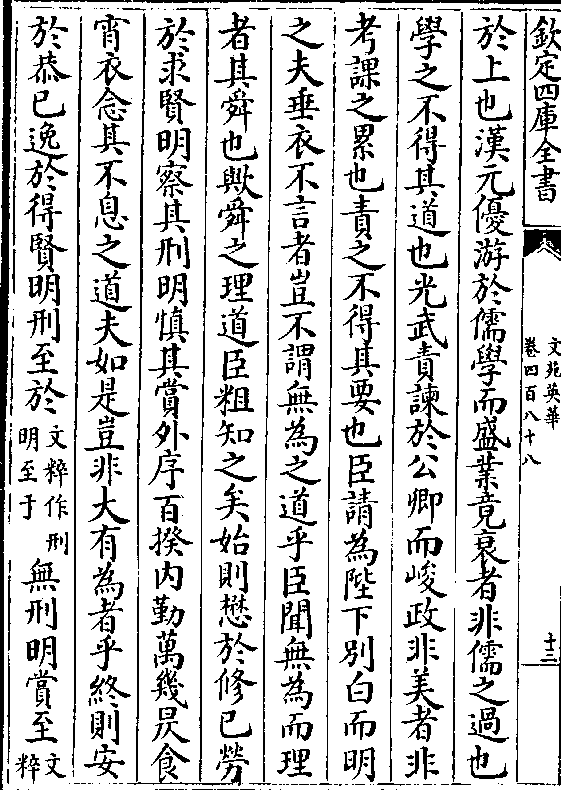 欽定四庫全書
文苑英華
卷四百八十八
十三
於上也漢元優游於儒學而盛業竟衰者非儒之過也
學之不得其道也光武責諫於公卿而峻政非美者非
考課之累也責之不得其要也臣請為陛下別白而明
之夫垂衣不言者豈不謂無為之道乎臣聞無為而理
者其舜也歟舜之理道臣粗知之矣始則懋於修已勞
於求賢明察其刑明慎其賞外序百揆内勤萬幾昃食
宵衣念其不息之道夫如是豈非大有為者乎終則安
於恭已逸於得賢明刑至於文粹作刑明至于無刑明賞至文粹